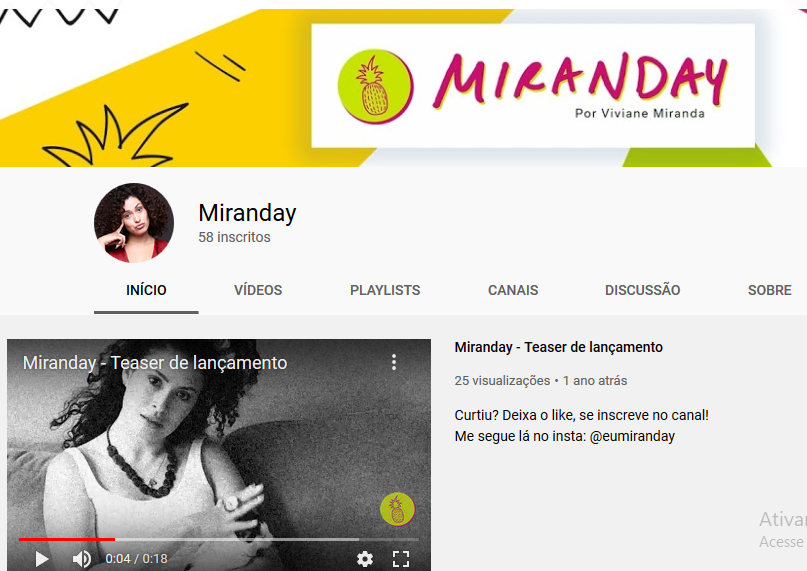 MIRANDAY
Por Viviane Miranda
Miranday
58 inscritos
INÍCIO VÍDEOS PLAYLISTS CANAIS DISCUSSÃO SOBRE
Miranday - Teaser de lançamento
0:04 / 0:18
Miranday - Teaser de lançamento
25 visualizações • 1 ano atrás
Curtiu? Deixa o like, se inscreve no canal!
Me segue lá no insta: @eumiranday
Acesse